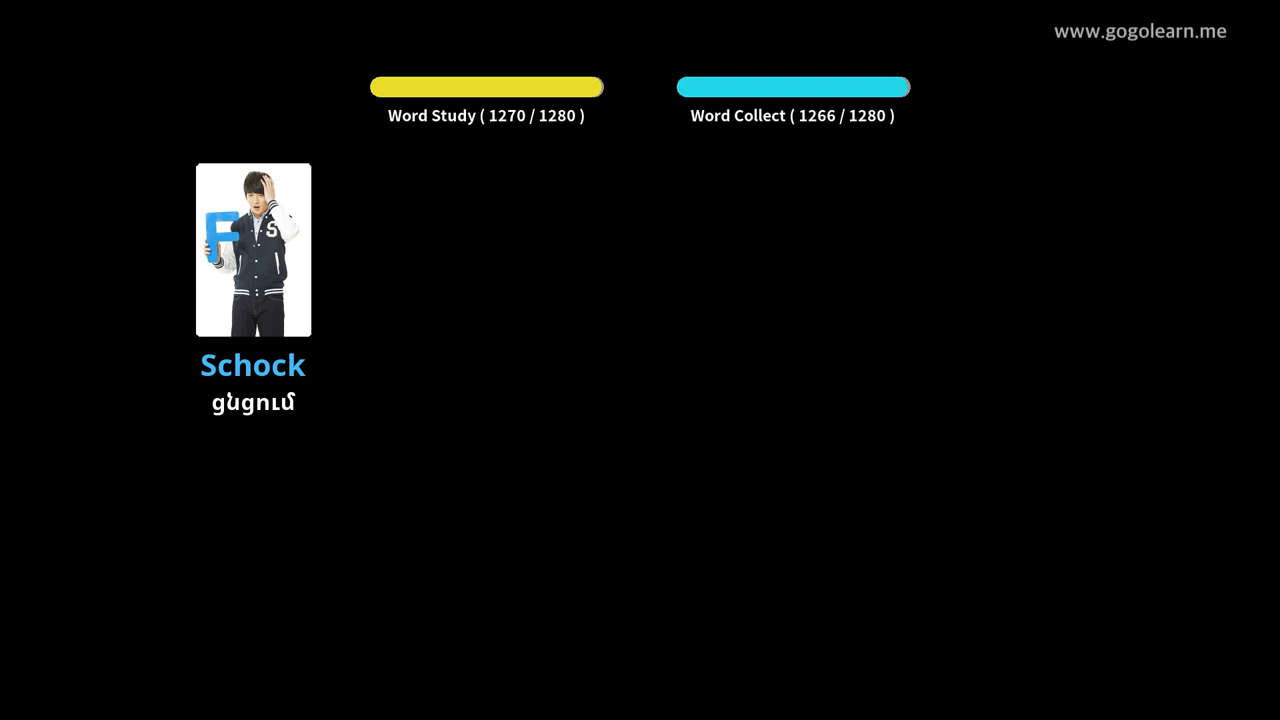 www.gogolearn.me
Word Study ( 1270 / 1280 )
Word Collect ( 1266 / 1280 )
F
S
Schock
ցնցում